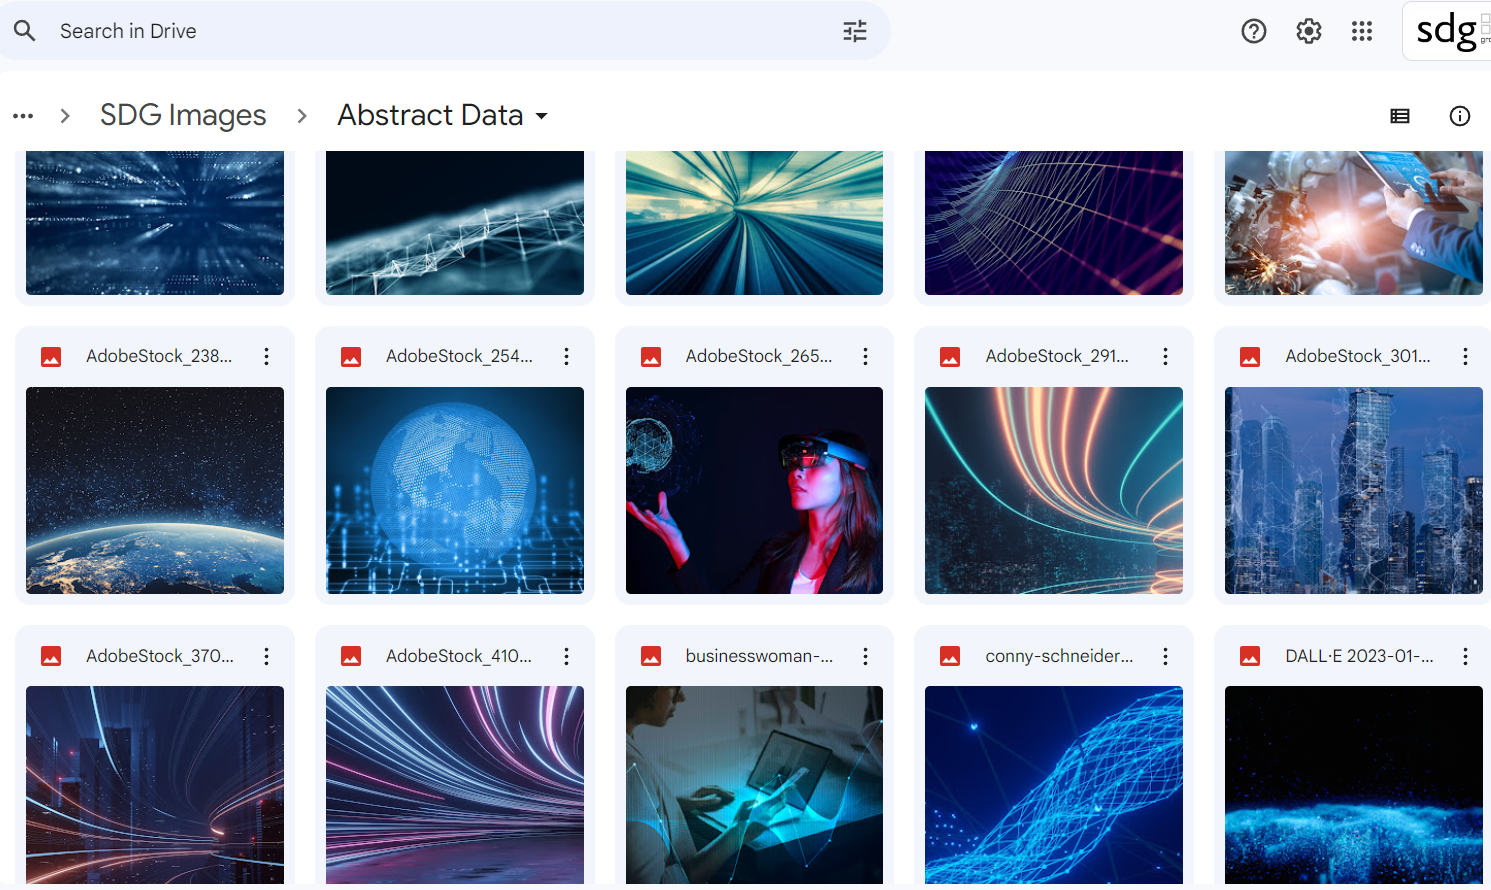 Search in Drive
sdg
SDG Images
Abstract Data
AdobeStock_238...
AdobeStock_254...
AdobeStock_265...
AdobeStock_291...
AdobeStock_301...
AdobeStock_370...
AdobeStock_410...
businesswoman-...
conny-schneider...
DALL·E 2023-01-...